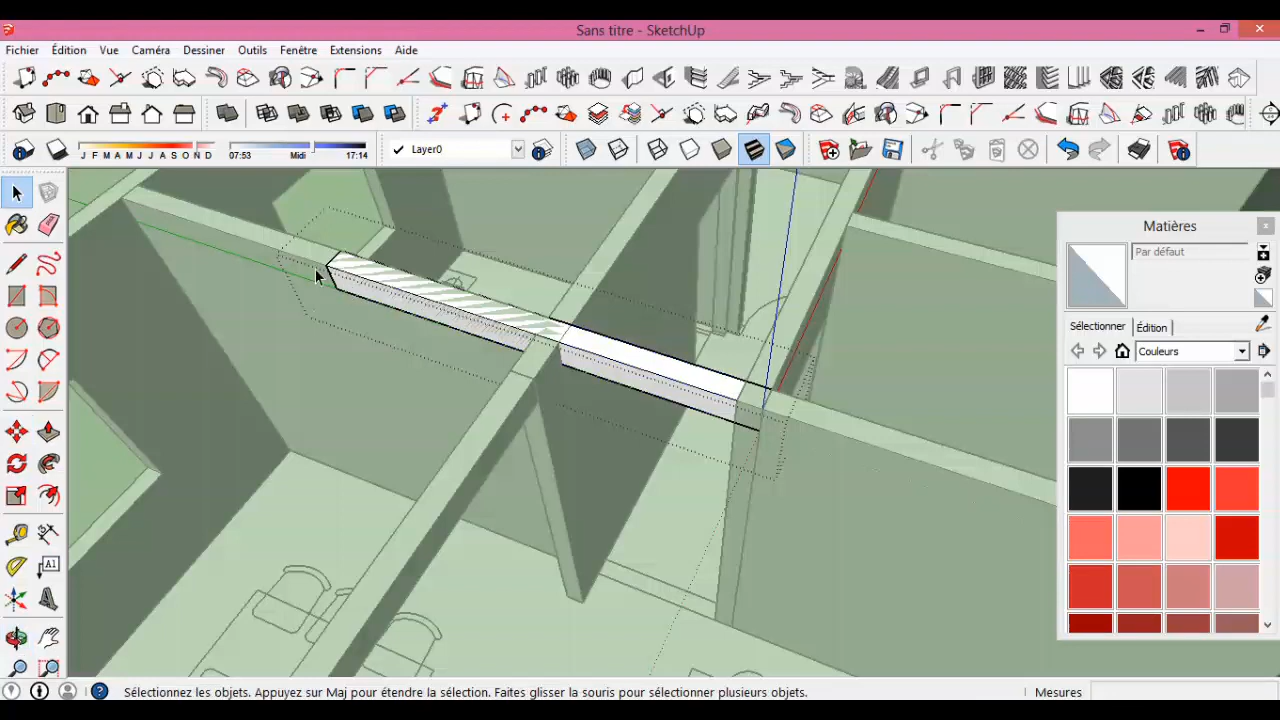 Sans titre - SketchUp
Fichier Édition Vue Caméra Dessiner Outils Fenêtre Extensions Aide
J F M A M J J A S O N D 07:53 Midi 17:14 Layer0
Matières
Par défaut
Sélectionner Édition
Couleurs
A1
Sélectionnez les objets. Appuyez sur Maj pour étendre la sélection. Faites glisser la souris pour sélectionner plusieurs objets. Mesures